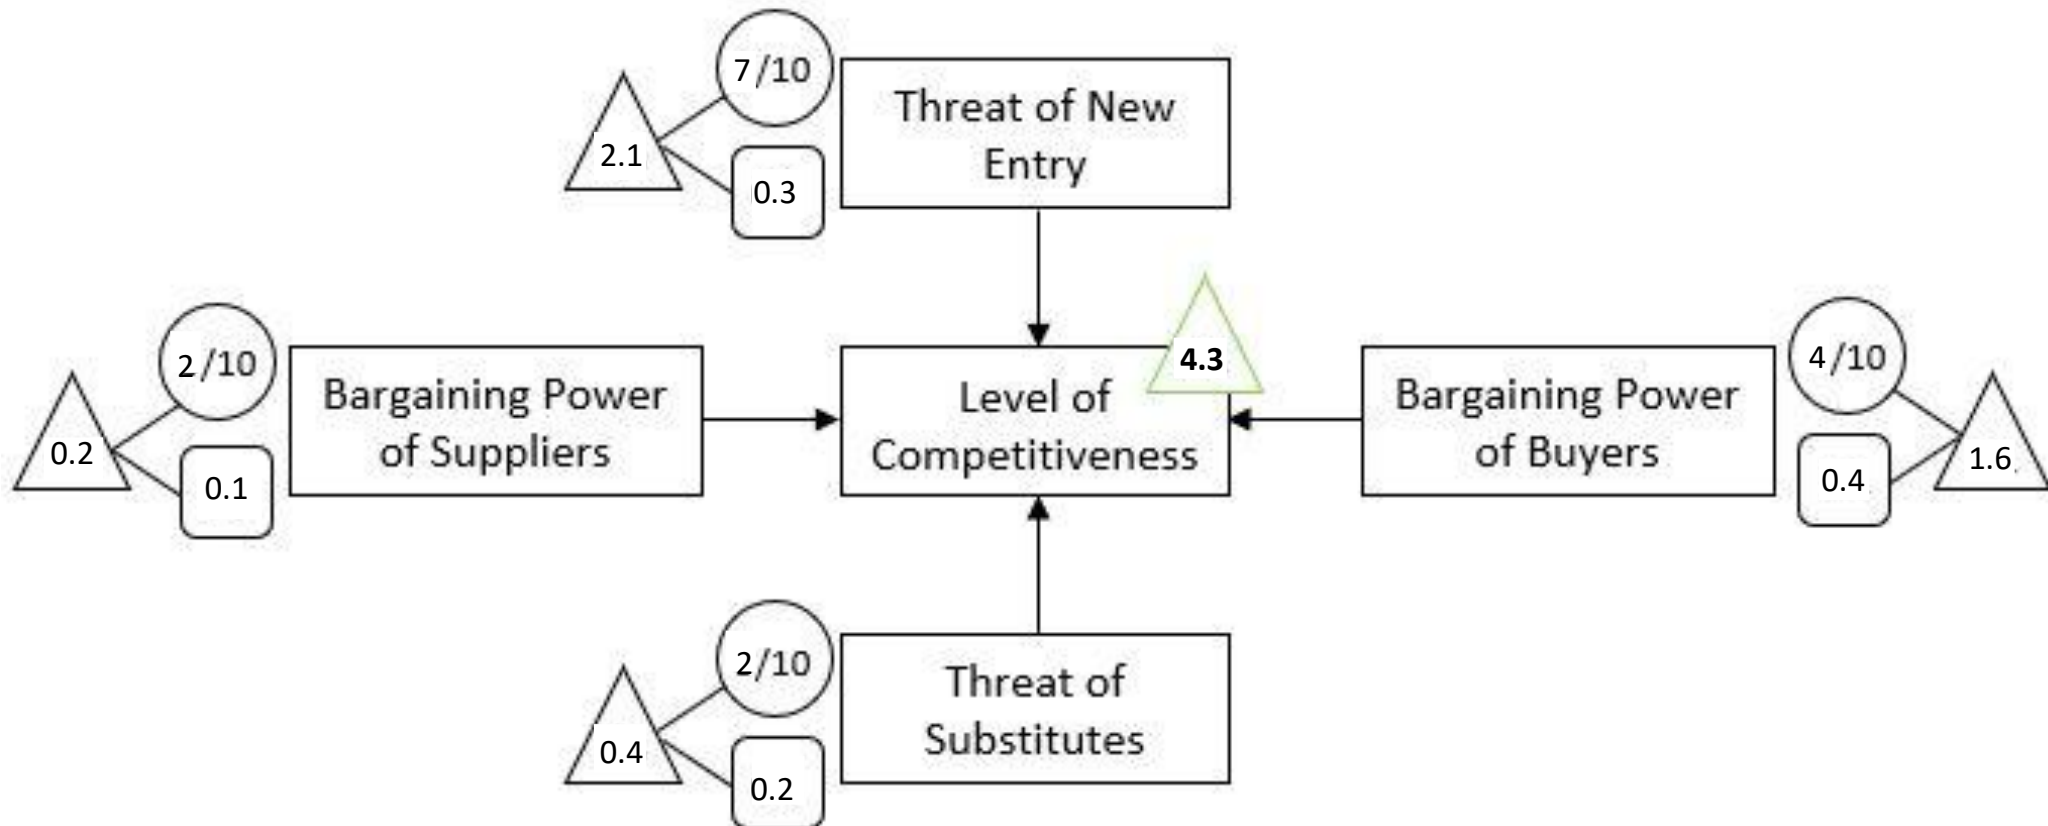 7/10
Threat of New
Entry
2.1
0.3
2/10
Bargaining Power
of Suppliers
0.2
0.1
4.3
Level of
Competitiveness
4/10
Bargaining Power
of Buyers
1.6
0.4
2/10
Threat of
Substitutes
0.4
0.2